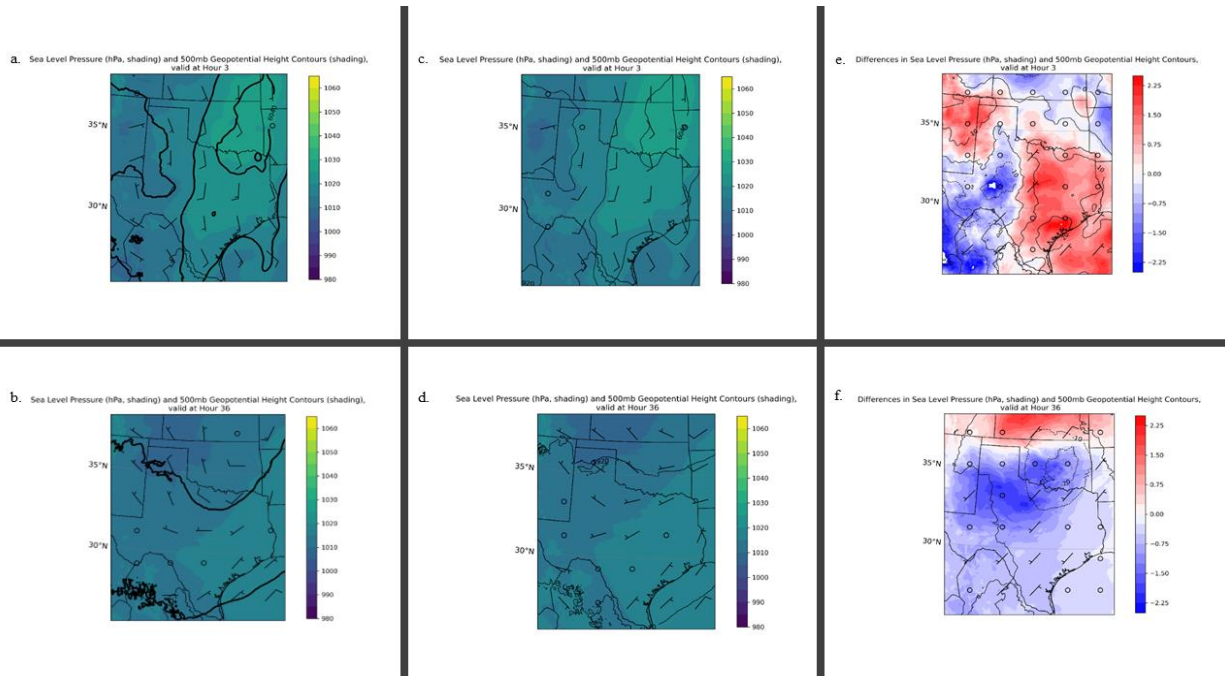 a.
Sea Level Pressure (hPa, shading) and 500mb Geopotential Height Contours (shading),
valid at Hour 3
35°N
30°N
1060
1050
1040
1030
1020
1010
1000
990
980
c.
Sea Level Pressure (hPa, shading) and 500mb Geopotential Height Contours (shading),
valid at Hour 3
35°N
30°N
1060
1050
1040
1030
1020
1010
1000
990
980
e.
Differences in Sea Level Pressure (hPa, shading) and 500mb Geopotential Height Contours,
valid at Hour 3
35°N
30°N
2.25
1.50
0.75
0.00
−0.75
−1.50
−2.25
b.
Sea Level Pressure (hPa, shading) and 500mb Geopotential Height Contours (shading),
valid at Hour 36
35°N
30°N
1060
1050
1040
1030
1020
1010
1000
990
980
d.
Sea Level Pressure (hPa, shading) and 500mb Geopotential Height Contours (shading),
valid at Hour 36
35°N
30°N
1060
1050
1040
1030
1020
1010
1000
990
980
f.
Differences in Sea Level Pressure (hPa, shading) and 500mb Geopotential Height Contours,
valid at Hour 36
35°N
30°N
2.25
1.50
0.75
0.00
−0.75
−1.50
−2.25